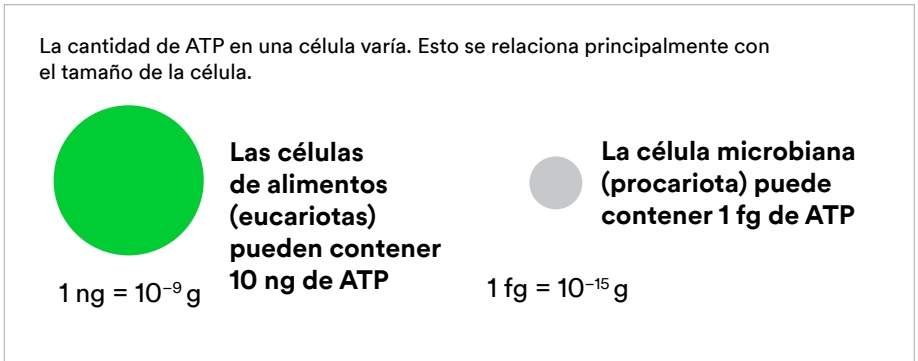 La cantidad de ATP en una célula varía. Esto se relaciona principalmente con
el tamaño de la célula.
Las células
de alimentos
(eucariotas)
pueden contener
10 ng de ATP
1 ng = 10⁻⁹ g
La célula microbiana
(procariota) puede
contener 1 fg de ATP
1 fg = 10⁻¹⁵ g